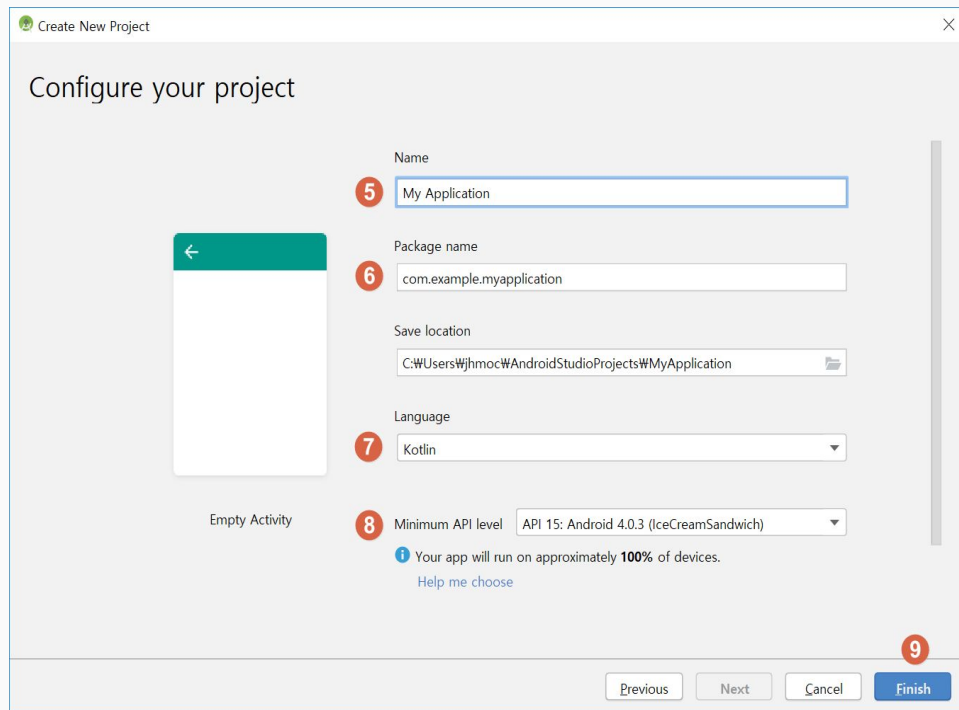 Create New Project
Configure your project
Name
5 My Application
Package name
6 com.example.myapplication
Save location
C:₩Users₩jhmoc₩AndroidStudioProjects₩MyApplication
Language
7 Kotlin
Empty Activity
8 Minimum API level API 15: Android 4.0.3 (IceCreamSandwich)
Your app will run on approximately 100% of devices.
Help me choose
9
Previous Next Cancel Finish